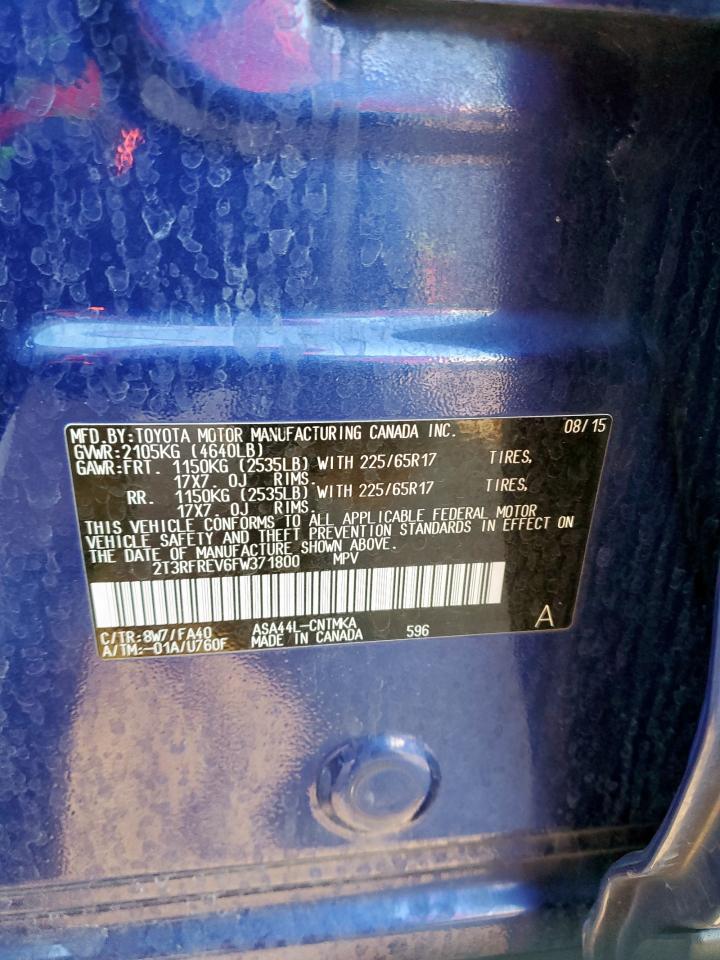 MFD.BY:TOYOTA MOTOR MANUFACTURING CANADA INC. 08/15
GVWR:2105KG (4640LB)
GAWR:FRT. 1150KG (2535LB) WITH 225/65R17 TIRES,
17X7. 0J RIMS.
RR. 1150KG (2535LB) WITH 225/65R17 TIRES,
17X7. 0J RIMS.
THIS VEHICLE CONFORMS TO ALL APPLICABLE FEDERAL MOTOR
VEHICLE SAFETY AND THEFT PREVENTION STANDARDS IN EFFECT ON
THE DATE OF MANUFACTURE SHOWN ABOVE.
2T3RFREV6FW371800 MPV
C/TR:8W7/FA40 ASA44L-CNTMKA 596 A
A/TM:-01A/U760F MADE IN CANADA